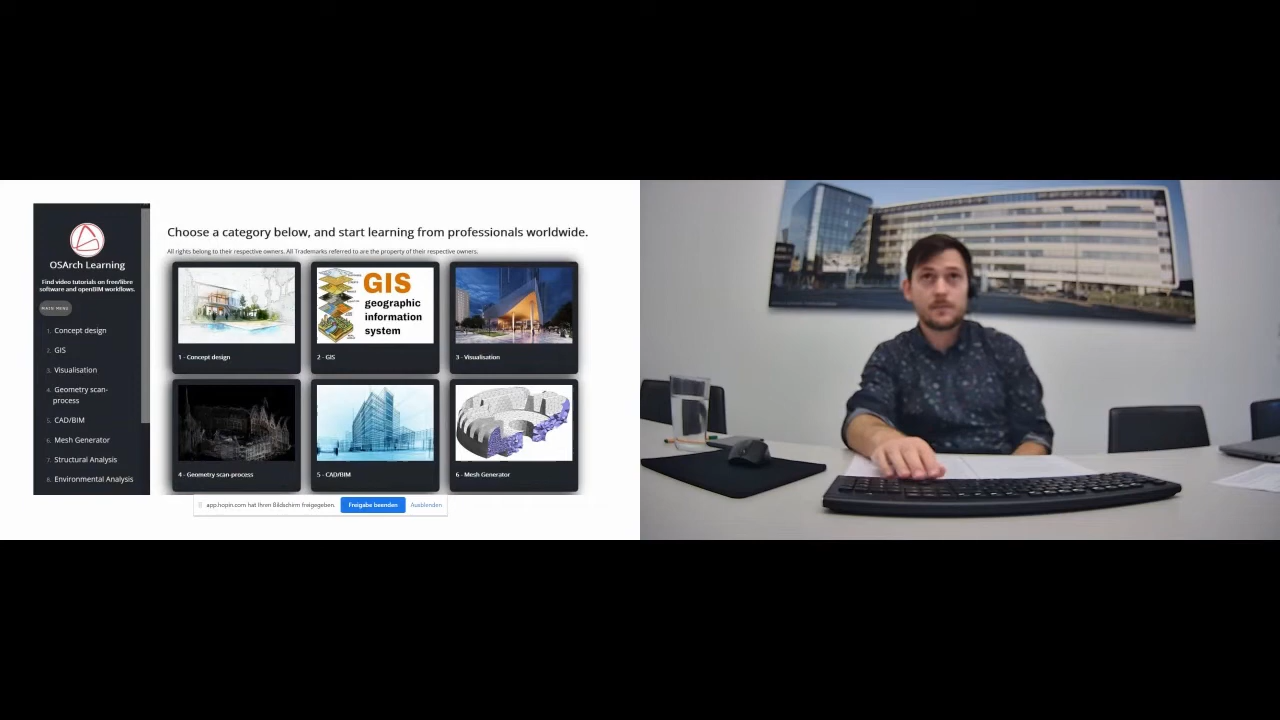 OSArch Learning
Find video tutorials on free/libre
software and openBIM workflows.
MAIN MENU
1. Concept design
2. GIS
3. Visualisation
4. Geometry scan-
process
5. CAD/BIM
6. Mesh Generator
7. Structural Analysis
8. Environmental Analysis
Choose a category below, and start learning from professionals worldwide.
All rights belong to their respective owners. All Trademarks referred to are the property of their respective owners.
GIS
geographic
information
system
1 - Concept design
2 - GIS
3 - Visualisation
4 - Geometry scan-process
5 - CAD/BIM
6 - Mesh Generator
app.hopin.com hat Ihren Bildschirm freigegeben.
Freigabe beenden
Ausblenden